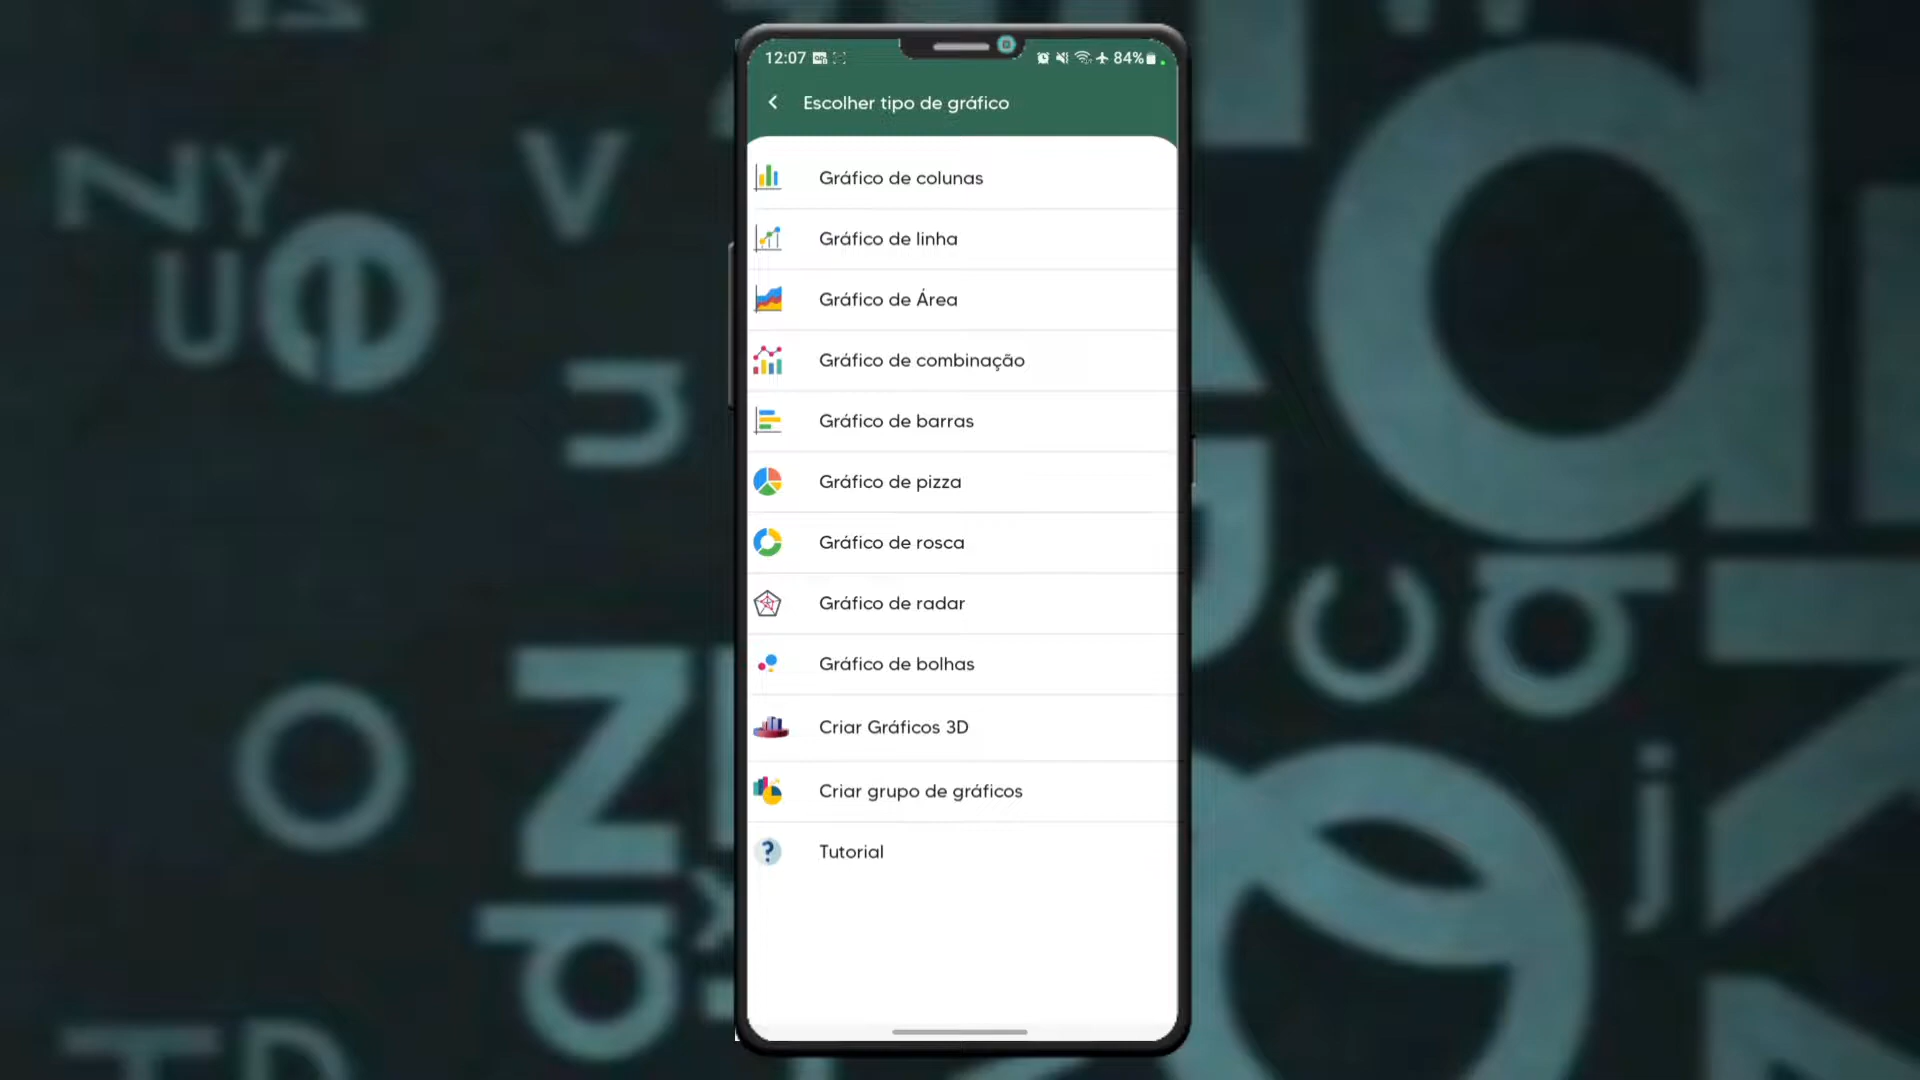 12:07
84%
Escolher tipo de gráfico
Gráfico de colunas
Gráfico de linha
Gráfico de Área
Gráfico de combinação
Gráfico de barras
Gráfico de pizza
Gráfico de rosca
Gráfico de radar
Gráfico de bolhas
Criar Gráficos 3D
Criar grupo de gráficos
? Tutorial